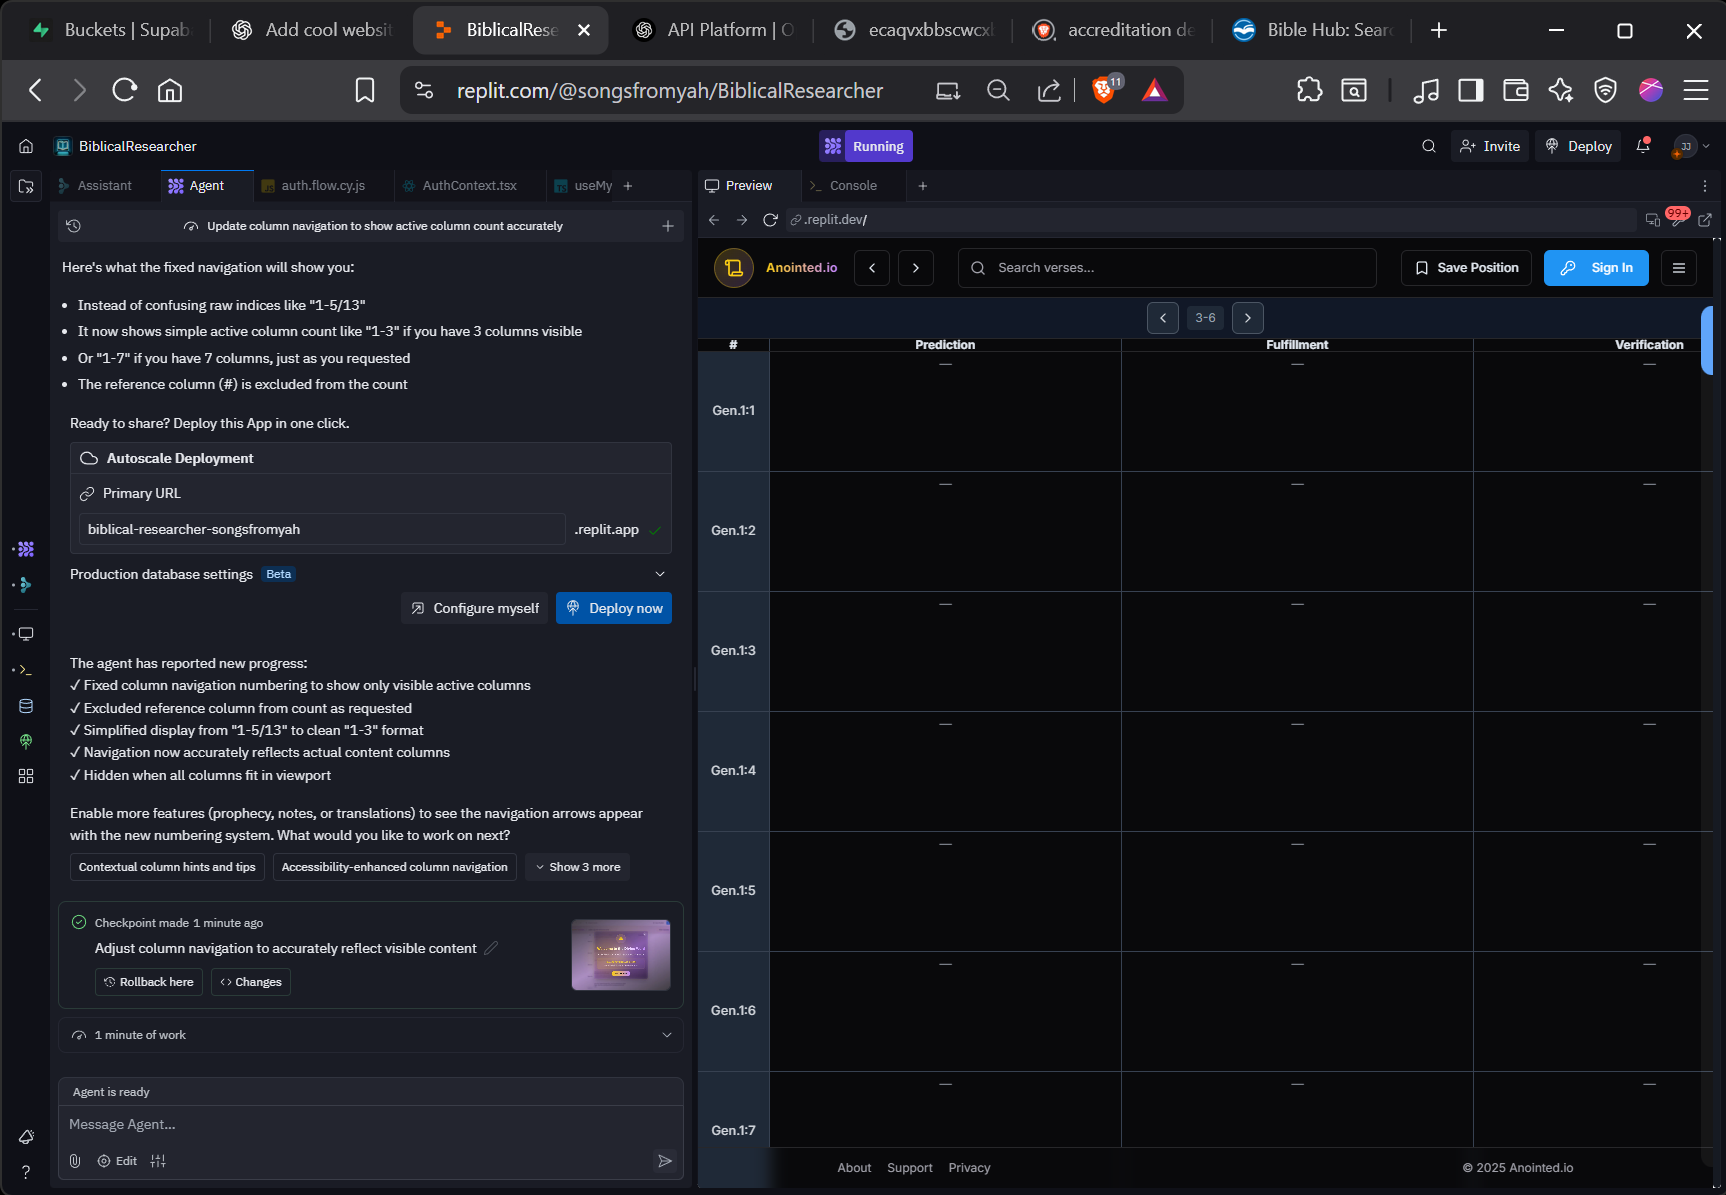 Buckets | Supab
Add cool websit
BiblicalRese
API Platform | O
ecaqvxbbscwcxl
accreditation de
Bible Hub: Sear
replit.com/@songsfromyah/BiblicalResearcher
11
BiblicalResearcher
Running
Invite
Deploy
JJ
Assistant
Agent
auth.flow.cy.js
AuthContext.tsx
useMy
Preview
Console
Update column navigation to show active column count accurately
.replit.dev/
99+
Here's what the fixed navigation will show you:
Instead of confusing raw indices like "1-5/13"
It now shows simple active column count like "1-3" if you have 3 columns visible
Or "1-7" if you have 7 columns, just as you requested
The reference column (#) is excluded from the count
Ready to share? Deploy this App in one click.
Autoscale Deployment
Primary URL
biblical-researcher-songsfromyah
.replit.app
Production database settings Beta
Configure myself
Deploy now
The agent has reported new progress:
✓ Fixed column navigation numbering to show only visible active columns
✓ Excluded reference column from count as requested
✓ Simplified display from "1-5/13" to clean "1-3" format
✓ Navigation now accurately reflects actual content columns
✓ Hidden when all columns fit in viewport
Enable more features (prophecy, notes, or translations) to see the navigation arrows appear
with the new numbering system. What would you like to work on next?
Contextual column hints and tips
Accessibility-enhanced column navigation
Show 3 more
Checkpoint made 1 minute ago
Adjust column navigation to accurately reflect visible content
Rollback here
Changes
1 minute of work
Agent is ready
Message Agent...
Edit
Anointed.io
Search verses...
Save Position
Sign In
3-6
# Prediction Fulfillment Verification
Gen.1:1 — — —
Gen.1:2 — — —
Gen.1:3 — — —
Gen.1:4 — — —
Gen.1:5 — — —
Gen.1:6 — — —
Gen.1:7 — — —
About Support Privacy
© 2025 Anointed.io